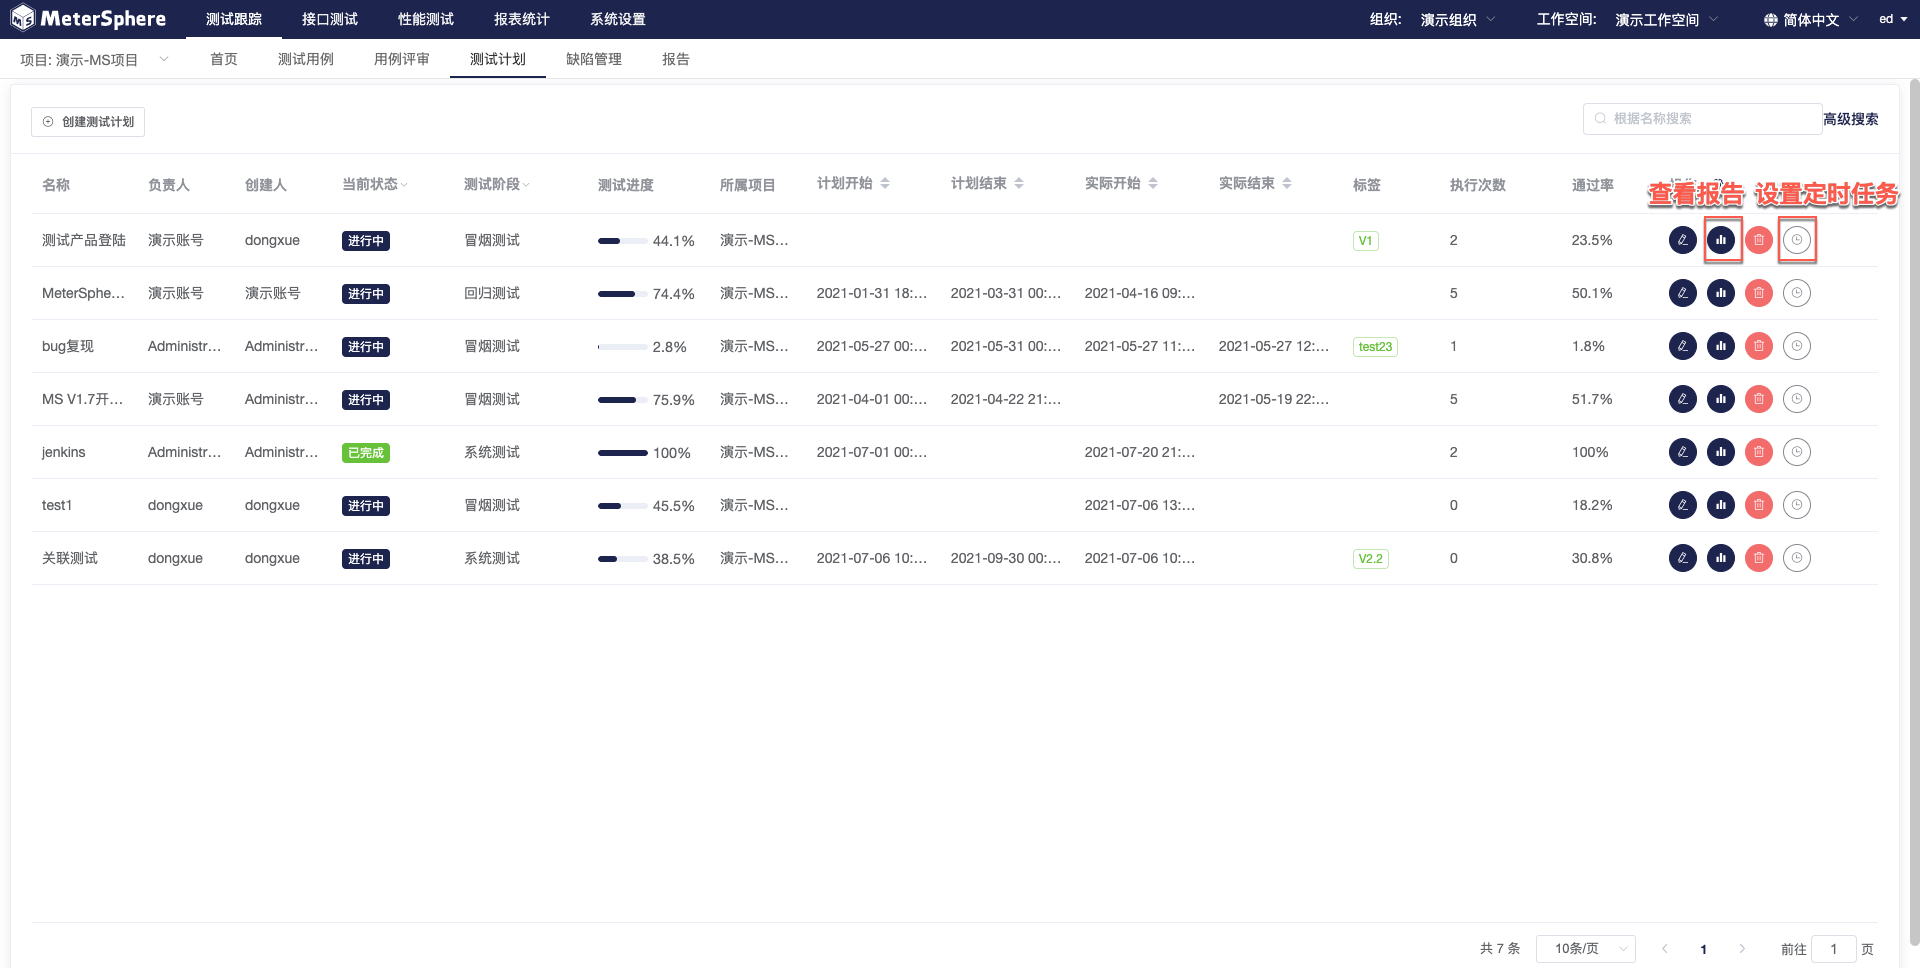 MeterSphere 测试跟踪 接口测试 性能测试 报表统计 系统设置 组织: 演示组织 工作空间: 演示工作空间 简体中文 ed
项目: 演示-MS项目 首页 测试用例 用例评审 测试计划 缺陷管理 报告
创建测试计划 根据名称搜索 高级搜索
名称 负责人 创建人 当前状态 测试阶段 测试进度 所属项目 计划开始 计划结束 实际开始 实际结束 标签 执行次数 通过率
查看报告 设置定时任务
测试产品登陆 演示账号 dongxue 进行中 冒烟测试 44.1% 演示-MS... V1 2 23.5%
MeterSphe... 演示账号 演示账号 进行中 回归测试 74.4% 演示-MS... 2021-01-31 18:... 2021-03-31 00:... 2021-04-16 09:... 5 50.1%
bug复现 Administr... Administr... 进行中 冒烟测试 2.8% 演示-MS... 2021-05-27 00:... 2021-05-31 00:... 2021-05-27 11:... 2021-05-27 12:... test23 1 1.8%
MS V1.7开... 演示账号 Administr... 进行中 冒烟测试 75.9% 演示-MS... 2021-04-01 00:... 2021-04-22 21:... 2021-05-19 22:... 5 51.7%
jenkins Administr... Administr... 已完成 系统测试 100% 演示-MS... 2021-07-01 00:... 2021-07-20 21:... 2 100%
test1 dongxue dongxue 进行中 冒烟测试 45.5% 演示-MS... 2021-07-06 13:... 0 18.2%
关联测试 dongxue dongxue 进行中 系统测试 38.5% 演示-MS... 2021-07-06 10:... 2021-09-30 00:... 2021-07-06 10:... V2.2 0 30.8%
共 7 条 10条/页 1 前往 1 页